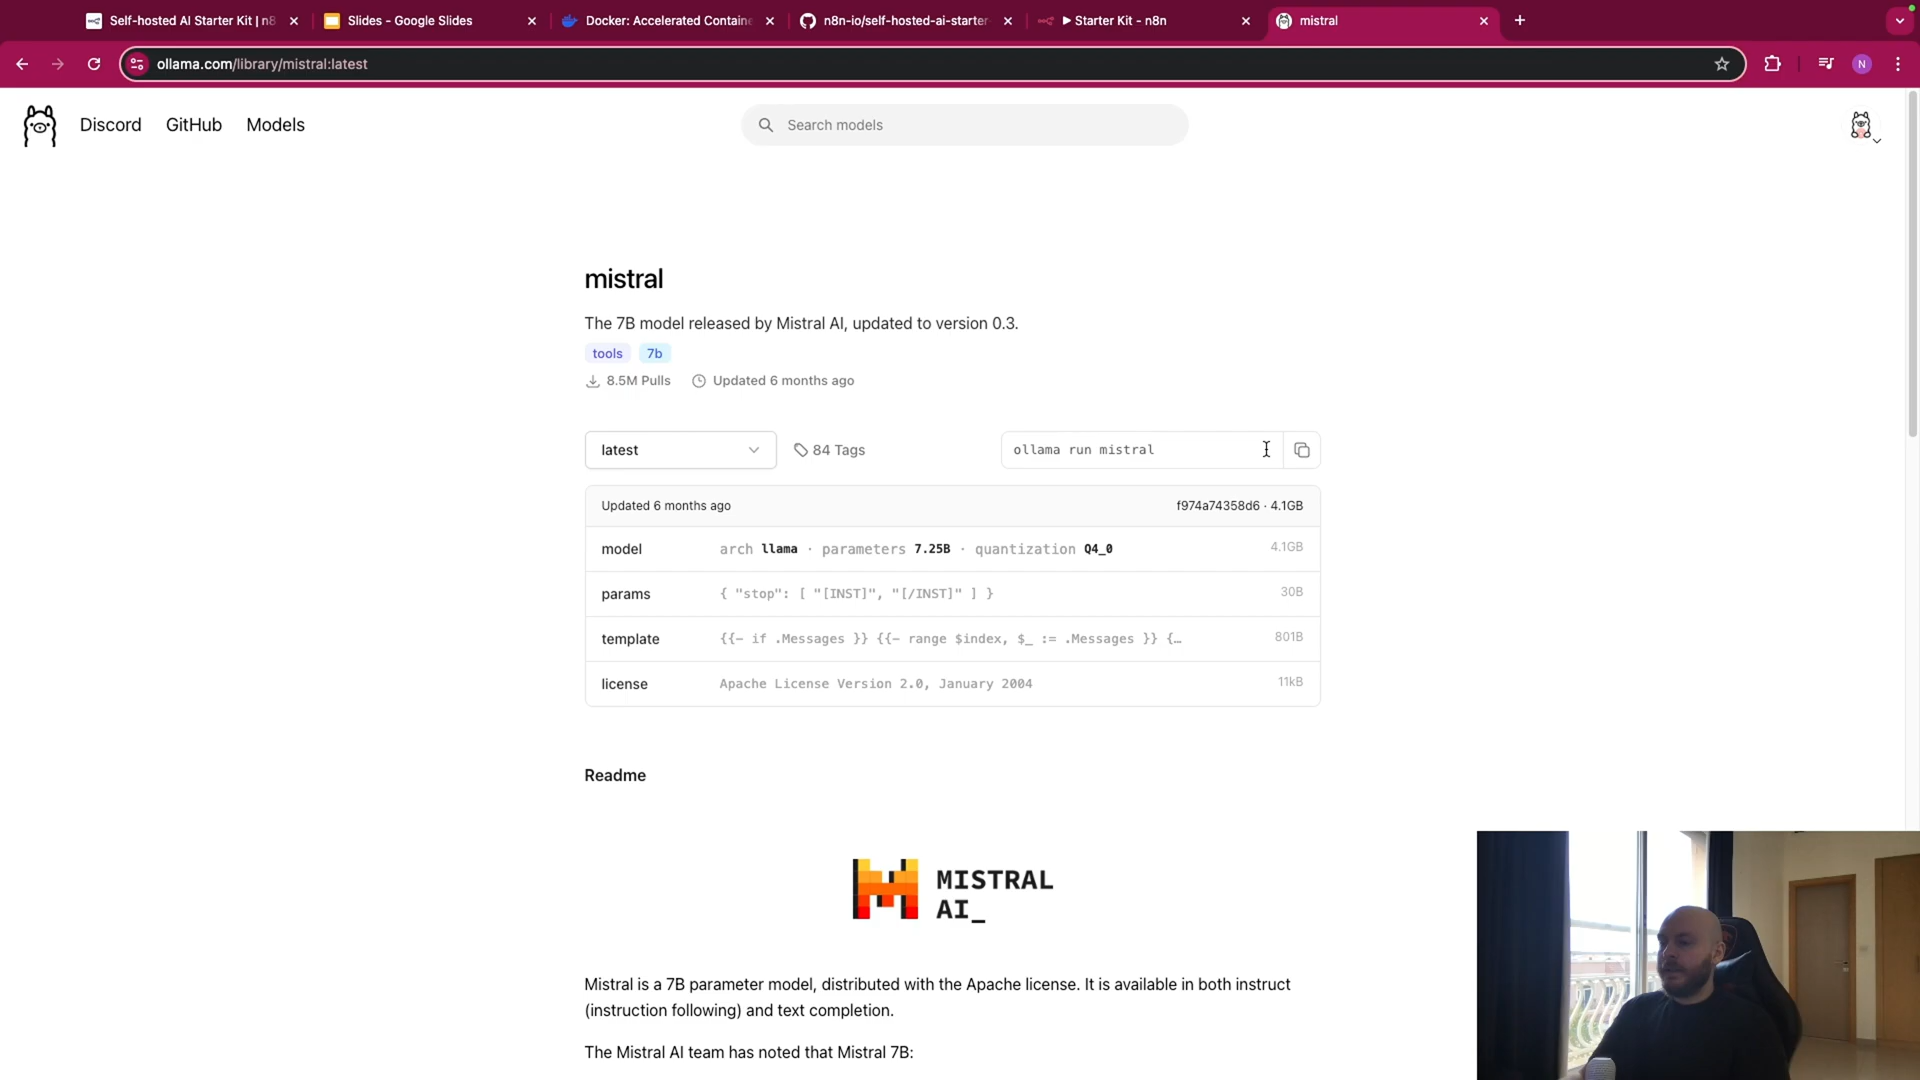 Self-hosted AI Starter Kit | n8
Slides - Google Slides
Docker: Accelerated Containe
n8n-io/self-hosted-ai-starter-
▶ Starter Kit - n8n
mistral
ollama.com/library/mistral:latest
N
Discord
GitHub
Models
Search models
mistral
The 7B model released by Mistral AI, updated to version 0.3.
tools 7b
8.5M Pulls Updated 6 months ago
latest
84 Tags
ollama run mistral
Updated 6 months ago f974a74358d6 · 4.1GB
model arch llama · parameters 7.25B · quantization Q4_0 4.1GB
params { "stop": [ "[INST]", "[/INST]" ] } 30B
template {{- if .Messages }} {{- range $index, $_ := .Messages }} {… 801B
license Apache License Version 2.0, January 2004 11kB
Readme
MISTRAL
AI_
Mistral is a 7B parameter model, distributed with the Apache license. It is available in both instruct
(instruction following) and text completion.
The Mistral AI team has noted that Mistral 7B: